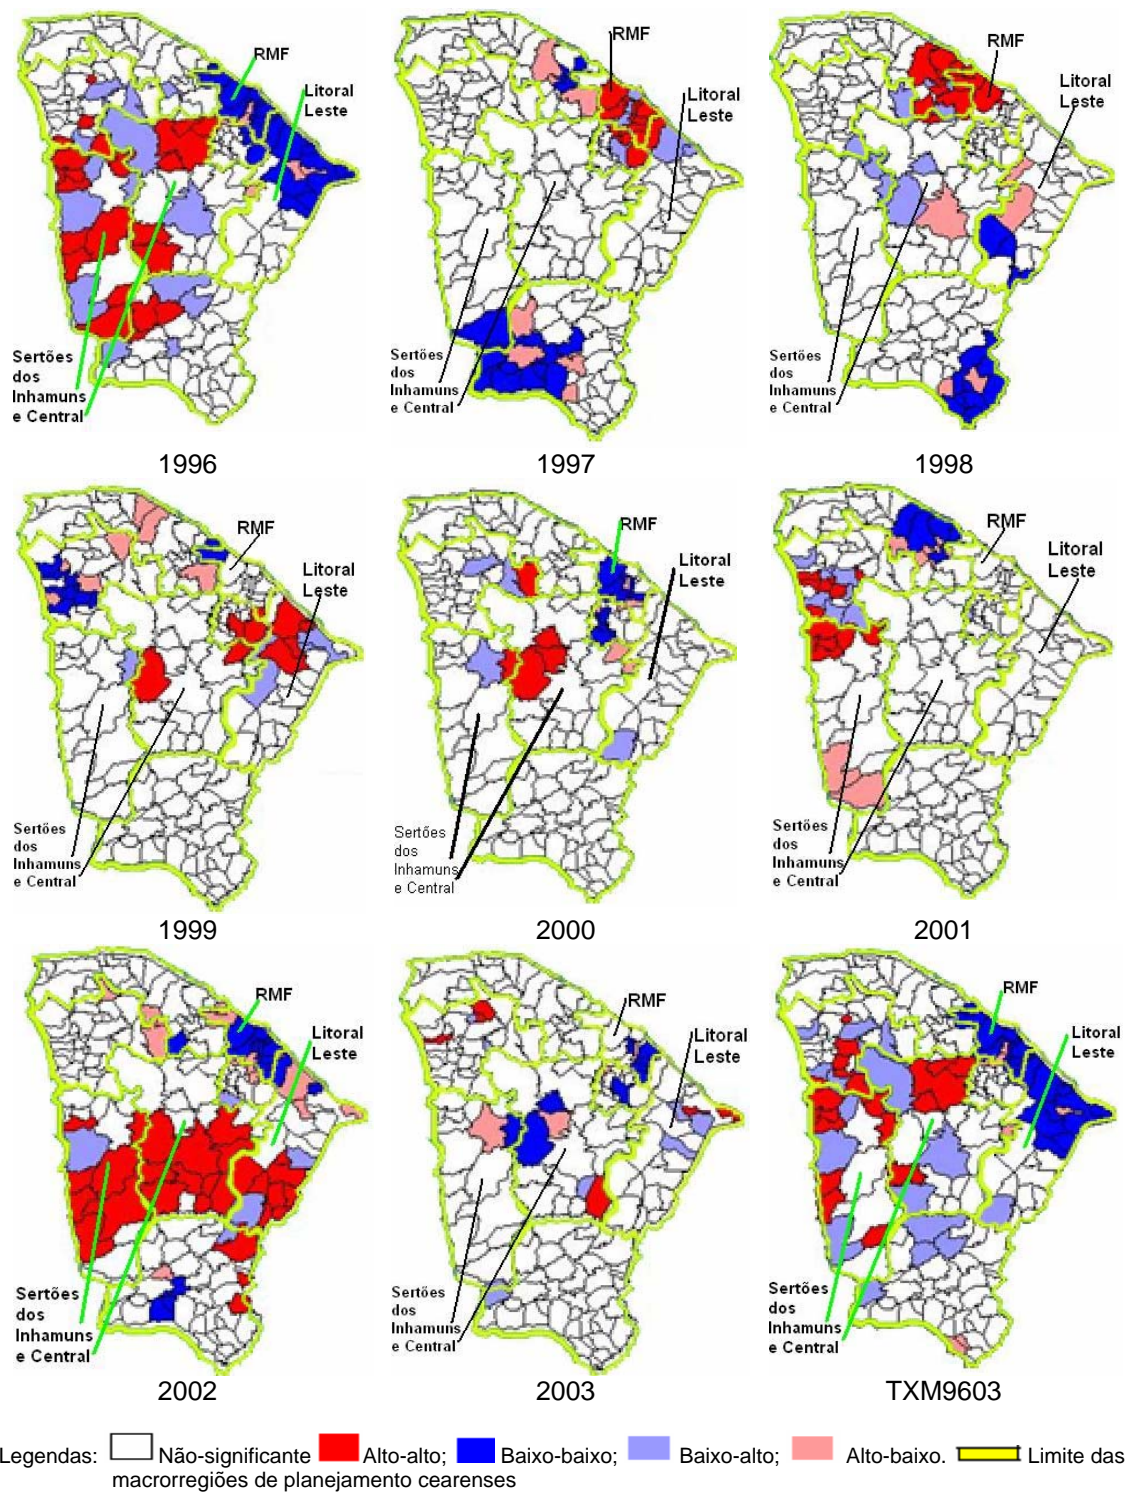 RMF
Litoral
Leste
Sertões
dos
Inhamuns
e Central
1996
RMF
Litoral
Leste
Sertões
dos
Inhamuns
e Central
1997
RMF
Litoral
Leste
Sertões
dos
Inhamuns
e Central
1998
RMF
Litoral
Leste
Sertões
dos
Inhamuns
e Central
1999
RMF
Litoral
Leste
Sertões
dos
Inhamuns
e Central
2000
RMF
Litoral
Leste
Sertões
dos
Inhamuns
e Central
2001
RMF
Litoral
Leste
Sertões
dos
Inhamuns
e Central
2002
RMF
Litoral
Leste
Sertões
dos
Inhamuns
e Central
2003
RMF
Litoral
Leste
Sertões
dos
Inhamuns
e Central
TXM9603
Legendas: Não-significante Alto-alto; Baixo-baixo; Baixo-alto; Alto-baixo. Limite das
macrorregiões de planejamento cearenses